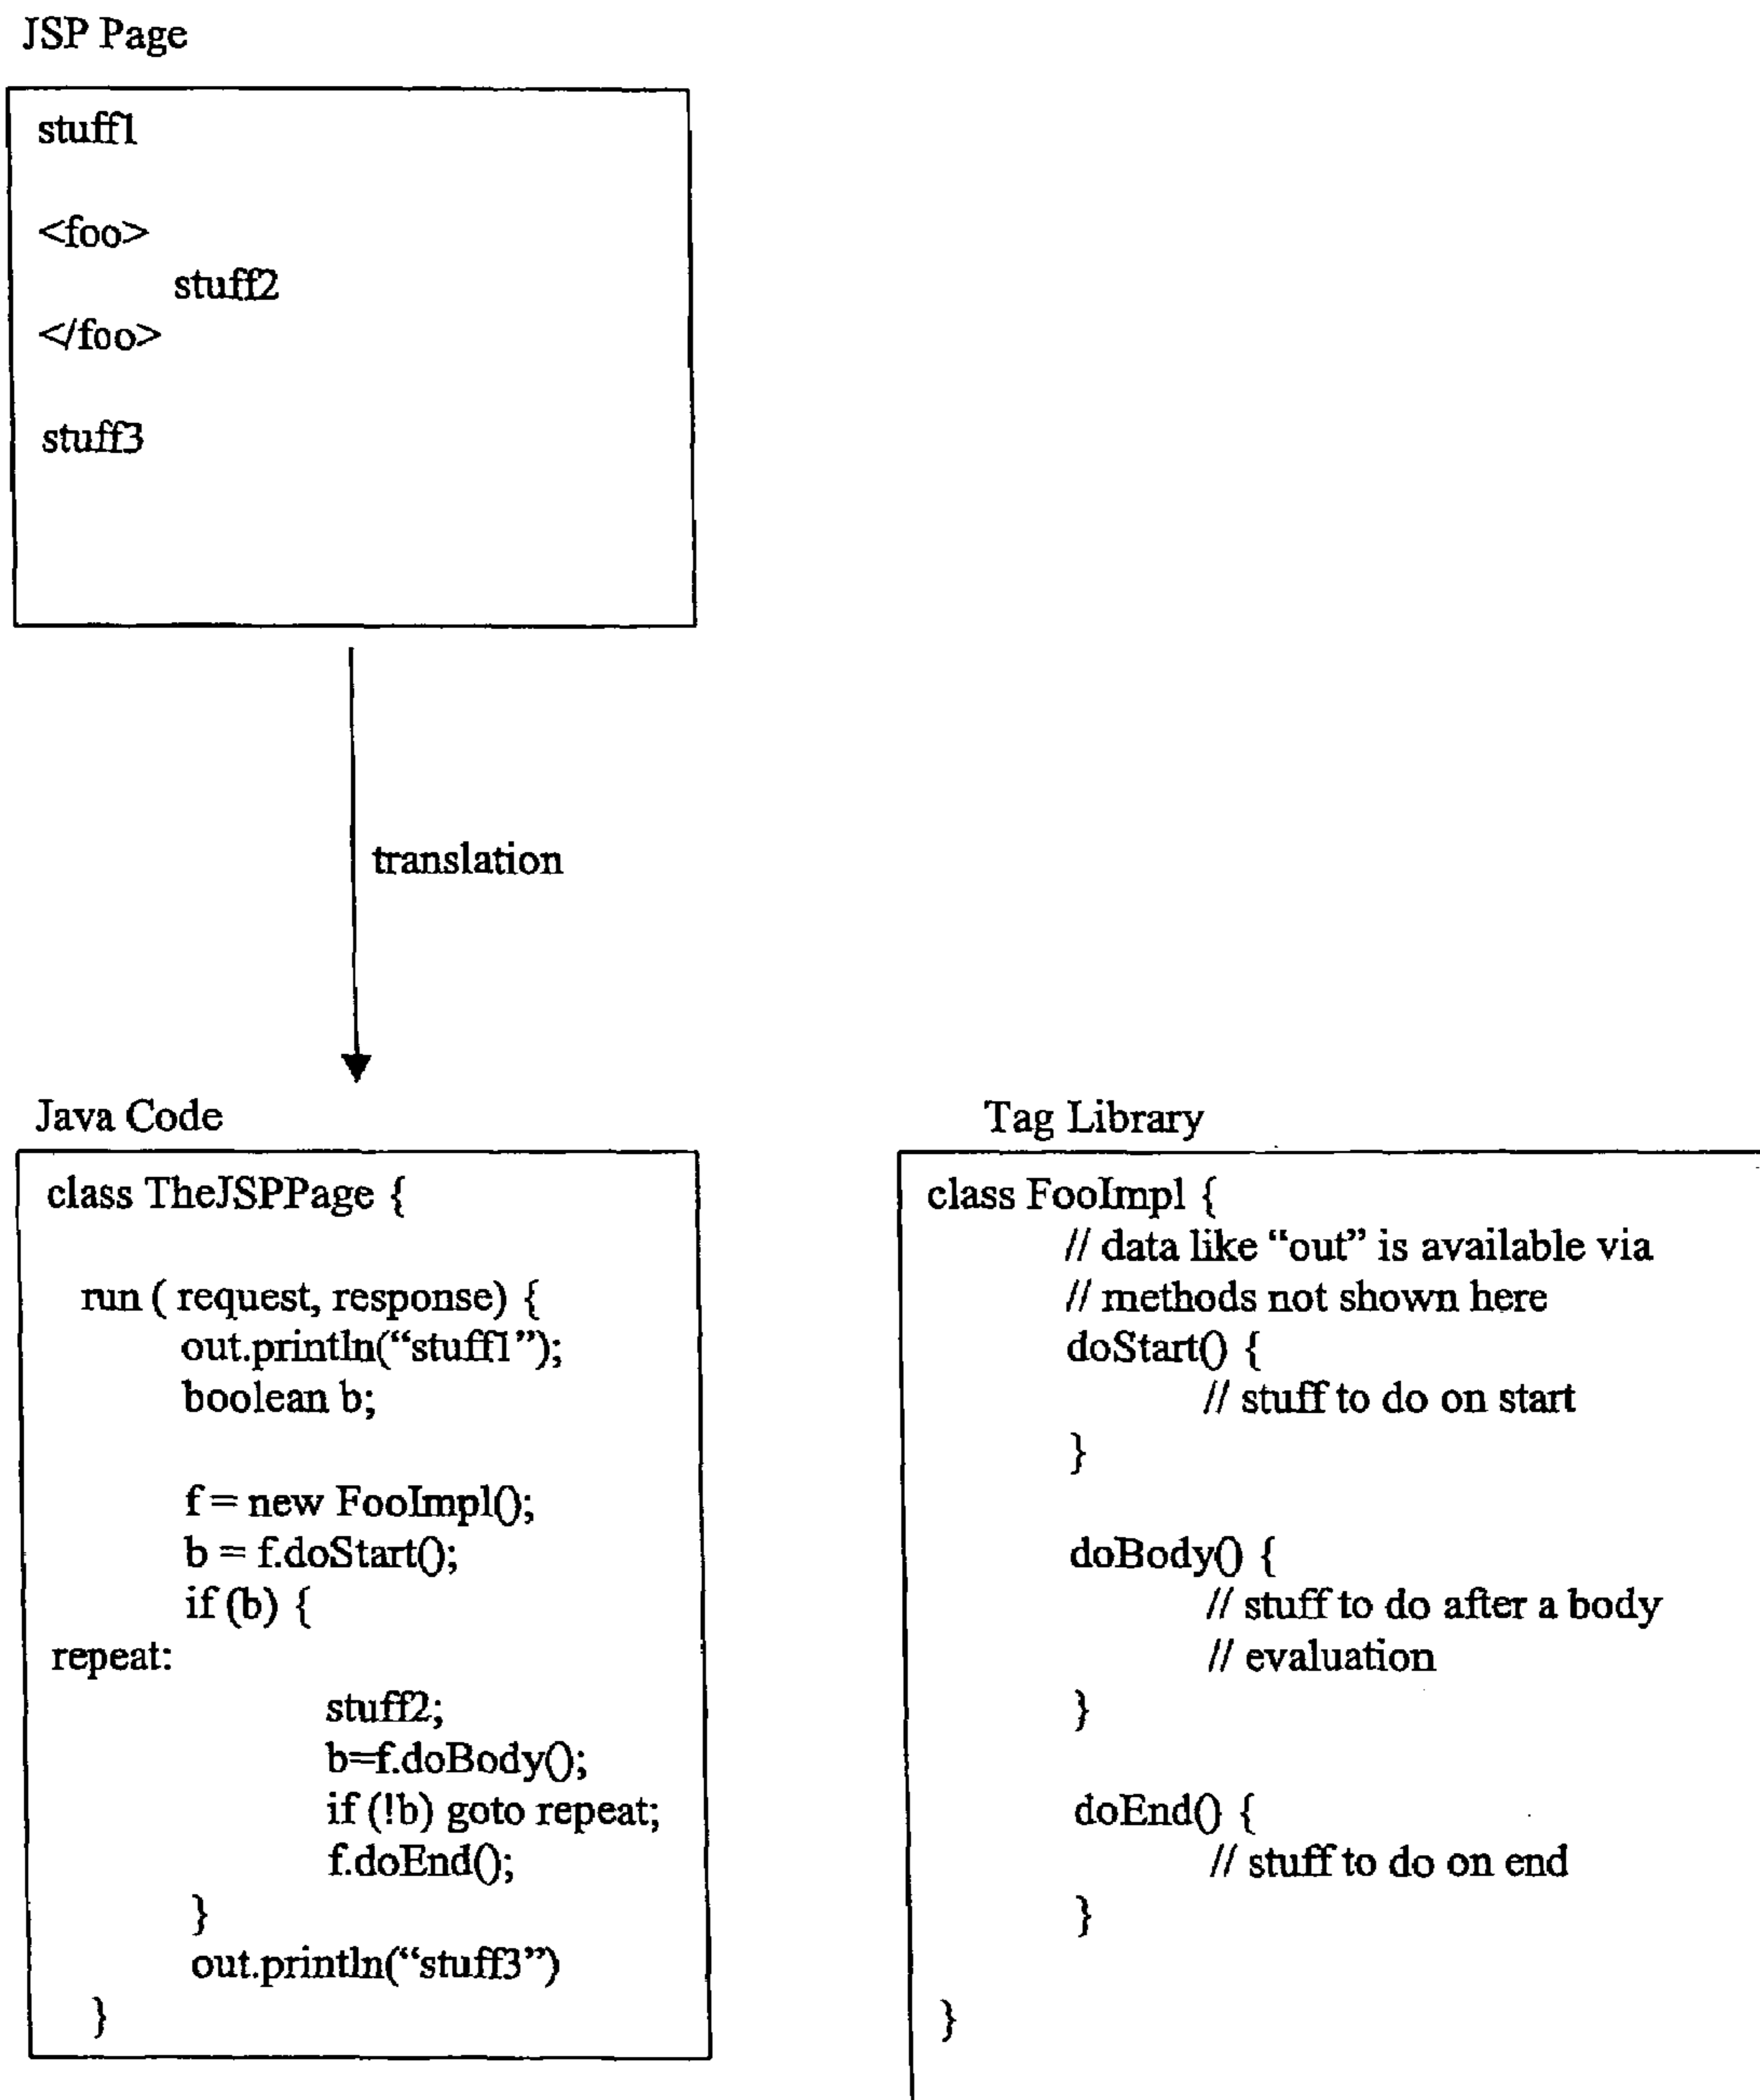 JSP Page
stuff1
<foo>
stuff2
</foo>
stuff3
translation
Java Code
class TheJSPPage {
run ( request, response) {
out.println(“stuff1”);
boolean b;
f = new FooImpl();
b = f.doStart();
if (b) {
repeat:
stuff2;
b=f.doBody();
if (!b) goto repeat;
f.doEnd();
}
out.println(“stuff3”)
}
Tag Library
class FooImpl {
// data like “out” is available via
// methods not shown here
doStart() {
// stuff to do on start
}
doBody() {
// stuff to do after a body
// evaluation
}
doEnd() {
// stuff to do on end
}
}